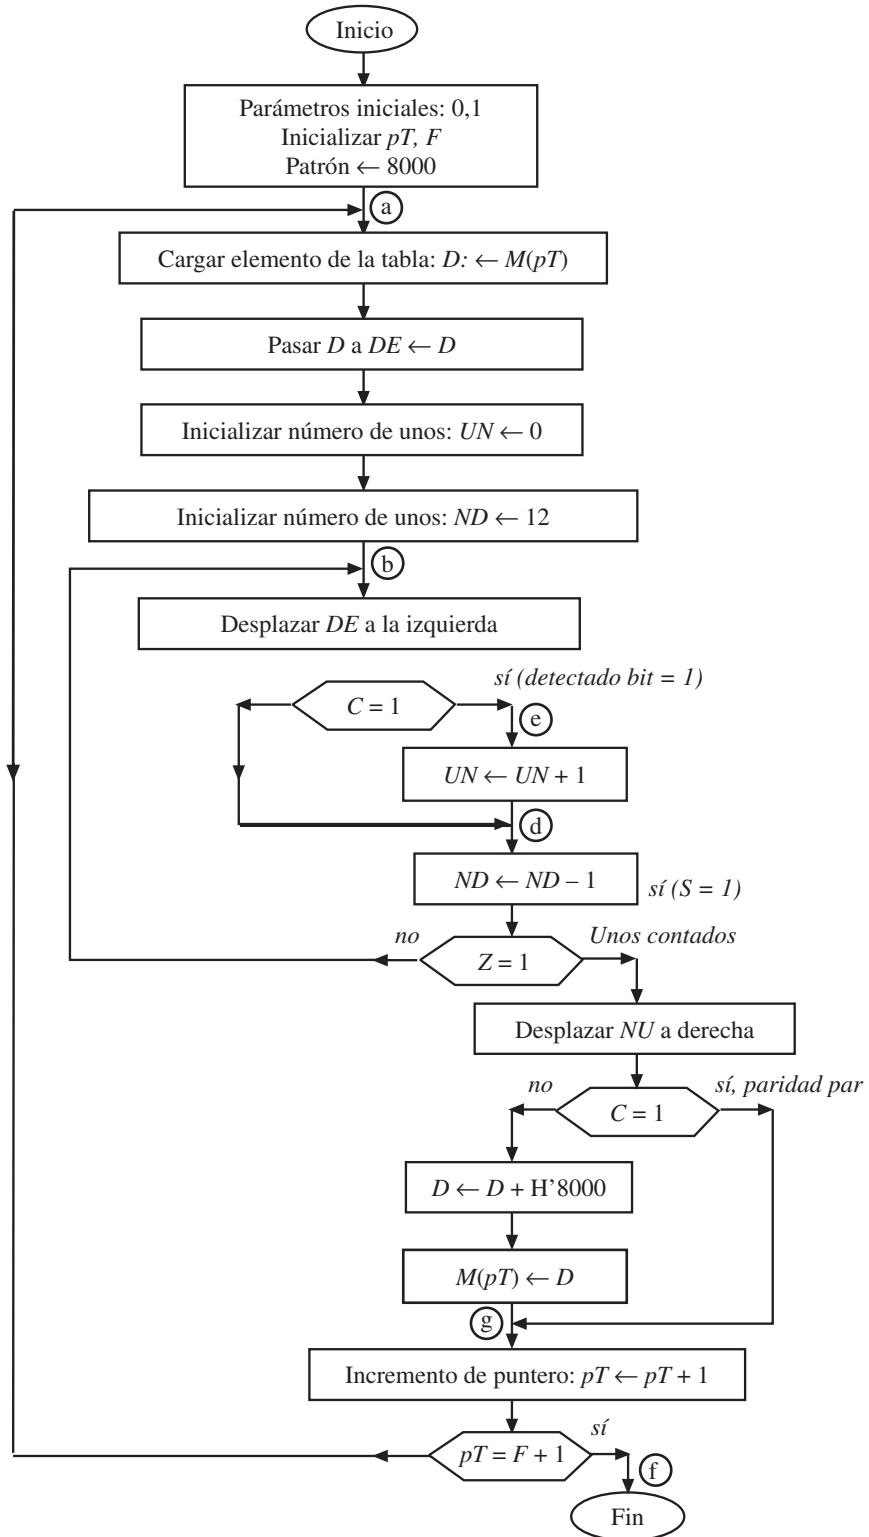 Inicio
Parámetros iniciales: 0,1
Inicializar pT, F
Patrón ← 8000
a
Cargar elemento de la tabla: D: ← M(pT)
Pasar D a DE ← D
Inicializar número de unos: UN ← 0
Inicializar número de unos: ND ← 12
b
Desplazar DE a la izquierda
sí (detectado bit = 1)
C = 1
e
UN ← UN + 1
d
ND ← ND – 1
sí (S = 1)
no
Unos contados
Z = 1
Desplazar NU a derecha
no
sí, paridad par
C = 1
D ← D + H’8000
M(pT) ← D
g
Incremento de puntero: pT ← pT + 1
sí
pT = F + 1
f
Fin